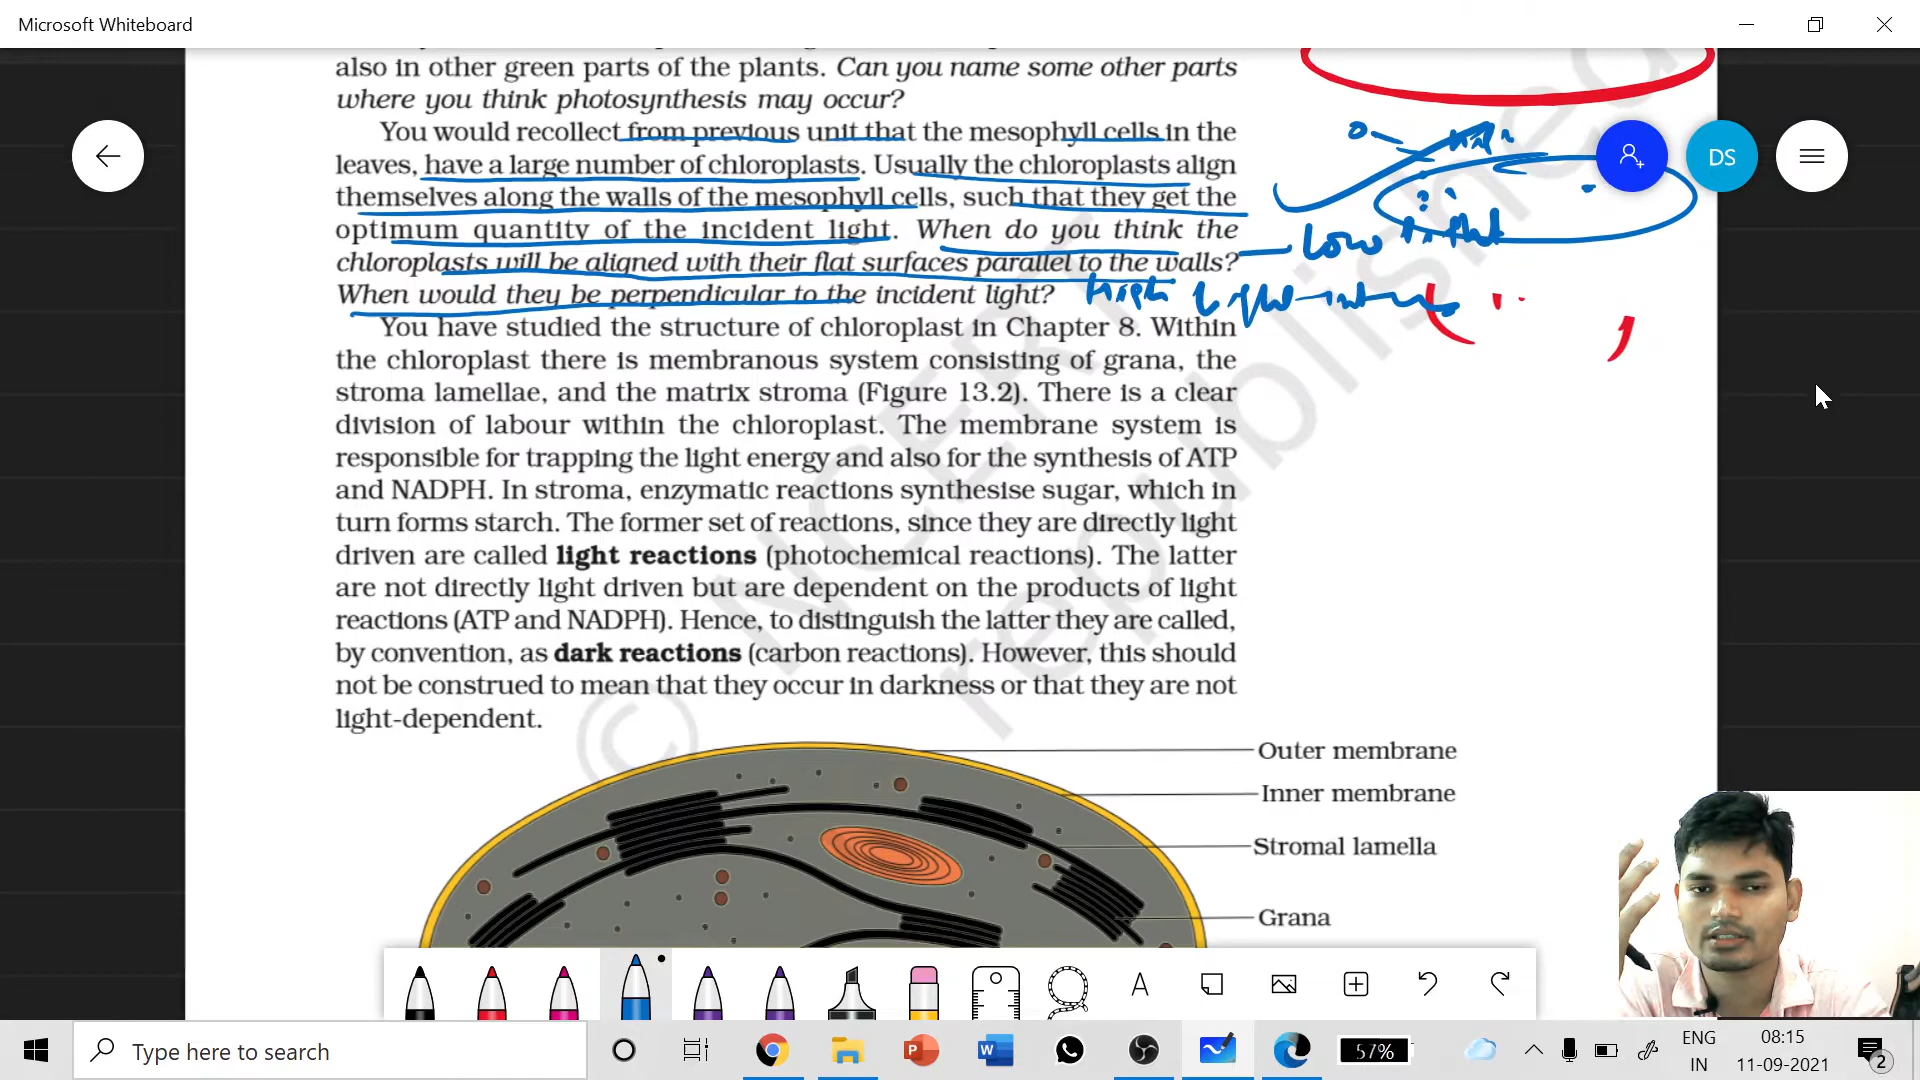 Microsoft Whiteboard
also in other green parts of the plants. Can you name some other parts
where you think photosynthesis may occur?
You would recollect from previous unit that the mesophyll cells in the
leaves, have a large number of chloroplasts. Usually the chloroplasts align
themselves along the walls of the mesophyll cells, such that they get the
optimum quantity of the incident light. When do you think the
chloroplasts will be aligned with their flat surfaces parallel to the walls?
When would they be perpendicular to the incident light?
Low light
high light
DS
You have studied the structure of chloroplast in Chapter 8. Within
the chloroplast there is membranous system consisting of grana, the
stroma lamellae, and the matrix stroma (Figure 13.2). There is a clear
division of labour within the chloroplast. The membrane system is
responsible for trapping the light energy and also for the synthesis of ATP
and NADPH. In stroma, enzymatic reactions synthesise sugar, which in
turn forms starch. The former set of reactions, since they are directly light
driven are called light reactions (photochemical reactions). The latter
are not directly light driven but are dependent on the products of light
reactions (ATP and NADPH). Hence, to distinguish the latter they are called,
by convention, as dark reactions (carbon reactions). However, this should
not be construed to mean that they occur in darkness or that they are not
light-dependent.
© NCERT
republished
Outer membrane
Inner membrane
Stromal lamella
Grana
A
Type here to search
57%
ENG
IN
08:15
11-09-2021
2